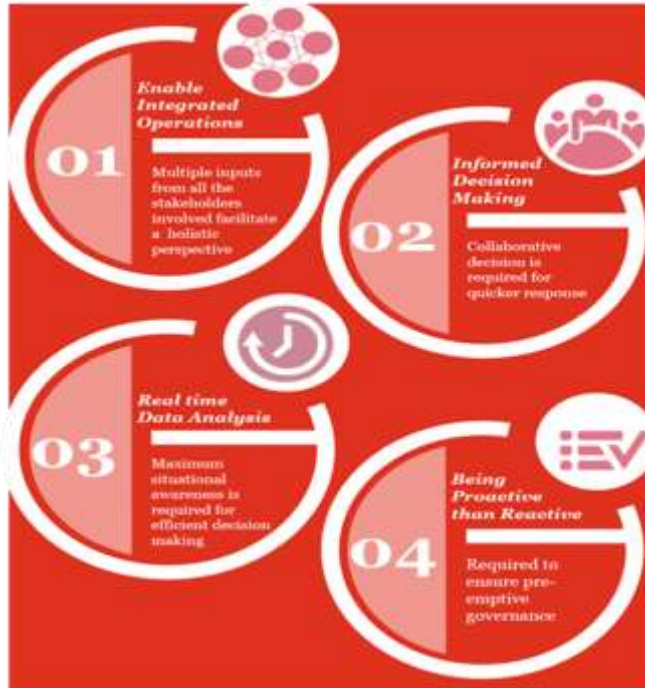 01
Enable
Integrated
Operations
Multiple inputs
from all the
stakeholders
involved facilitate
a holistic
perspective
02
Informed
Decision
Making
Collaborative
decision is
required for
quicker response
03
Real time
Data Analysis
Maximum
situational
awareness is
required for
efficient decision
making
04
Being
Proactive
than Reactive
Required to
ensure pre-
emptive
governance